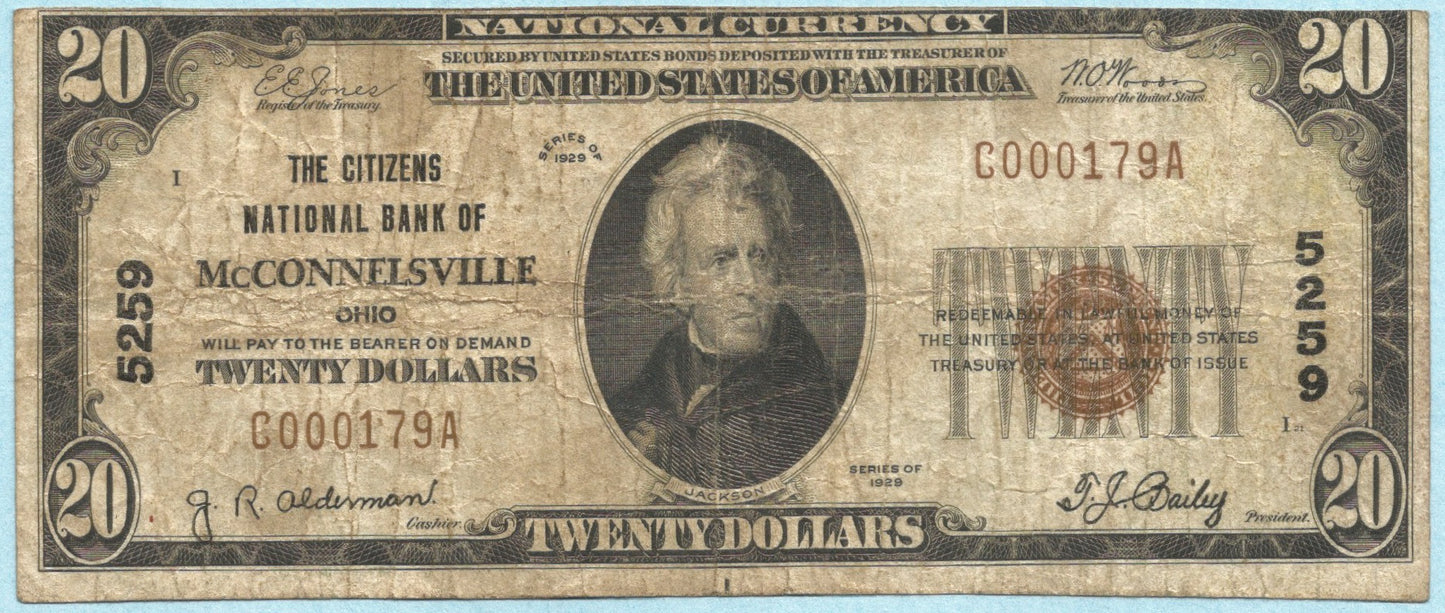 NATIONAL CURRENCY
SECURED BY UNITED STATES BONDS DEPOSITED WITH THE TREASURER OF
THE UNITED STATES OF AMERICA
20
20
E.E. Jones
Register of the Treasury.
W.O. Woods
Treasurer of the United States.
SERIES OF
1929
I
THE CITIZENS
NATIONAL BANK OF
McCONNELSVILLE
OHIO
WILL PAY TO THE BEARER ON DEMAND
TWENTY DOLLARS
C000179A
5259
C000179A
TWENTY
REDEEMABLE IN LAWFUL MONEY OF
THE UNITED STATES AT UNITED STATES
TREASURY OR AT THE BANK OF ISSUE
5259
I 21
J. R. Alderman.
Cashier.
JACKSON
SERIES OF
1929
T. J. Bailey
President.
20
TWENTY DOLLARS
20